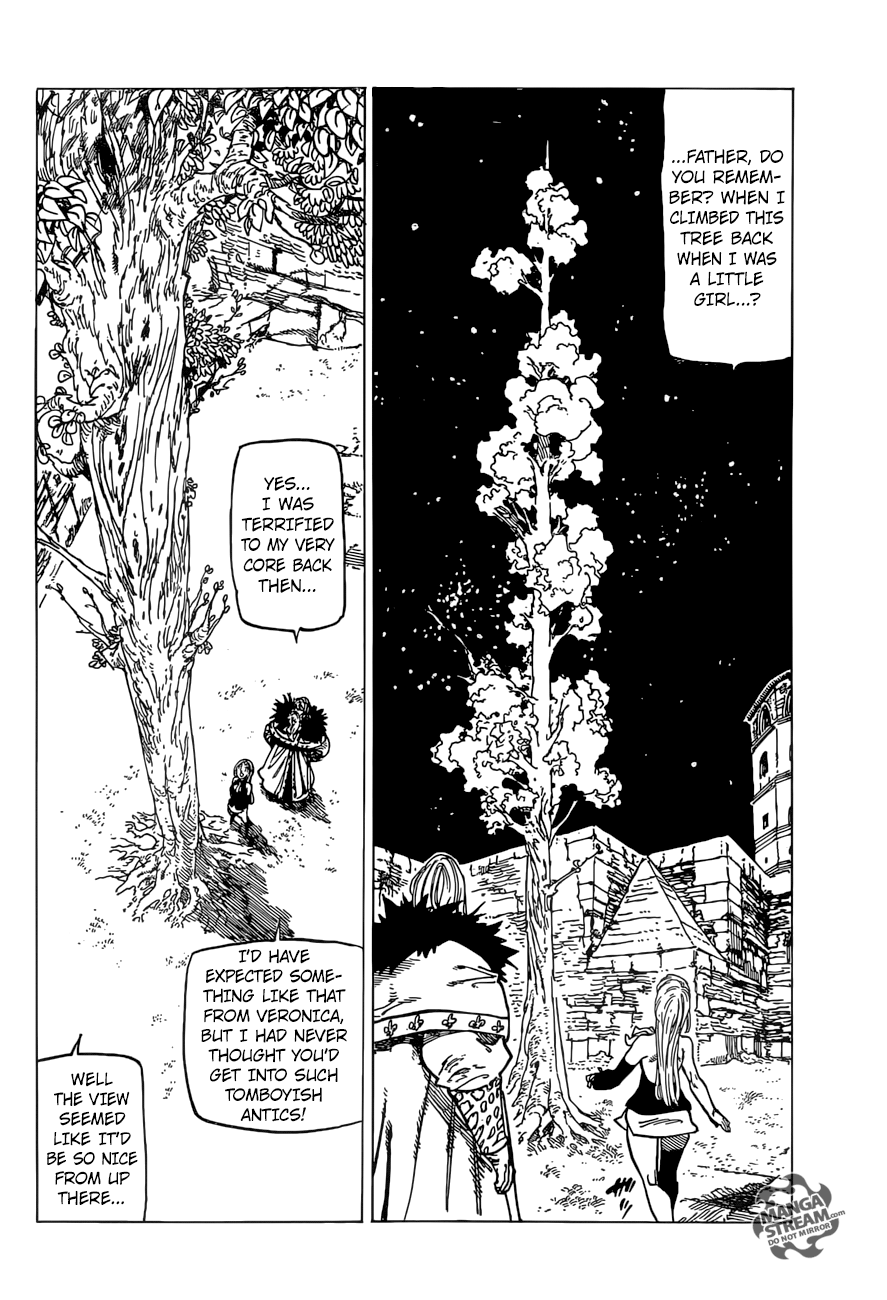 ...FATHER, DO
YOU REMEM-
BER? WHEN I
CLIMBED THIS
TREE BACK
WHEN I WAS
A LITTLE
GIRL...?
YES...
I WAS
TERRIFIED
TO MY VERY
CORE BACK
THEN...
I'D HAVE
EXPECTED SOME-
THING LIKE THAT
FROM VERONICA,
BUT I HAD NEVER
THOUGHT YOU'D
GET INTO SUCH
TOMBOYISH
ANTICS!
WELL
THE VIEW
SEEMED
LIKE IT'D
BE SO NICE
FROM UP
THERE...
MANGA
STREAM.com
DO NOT MIRROR